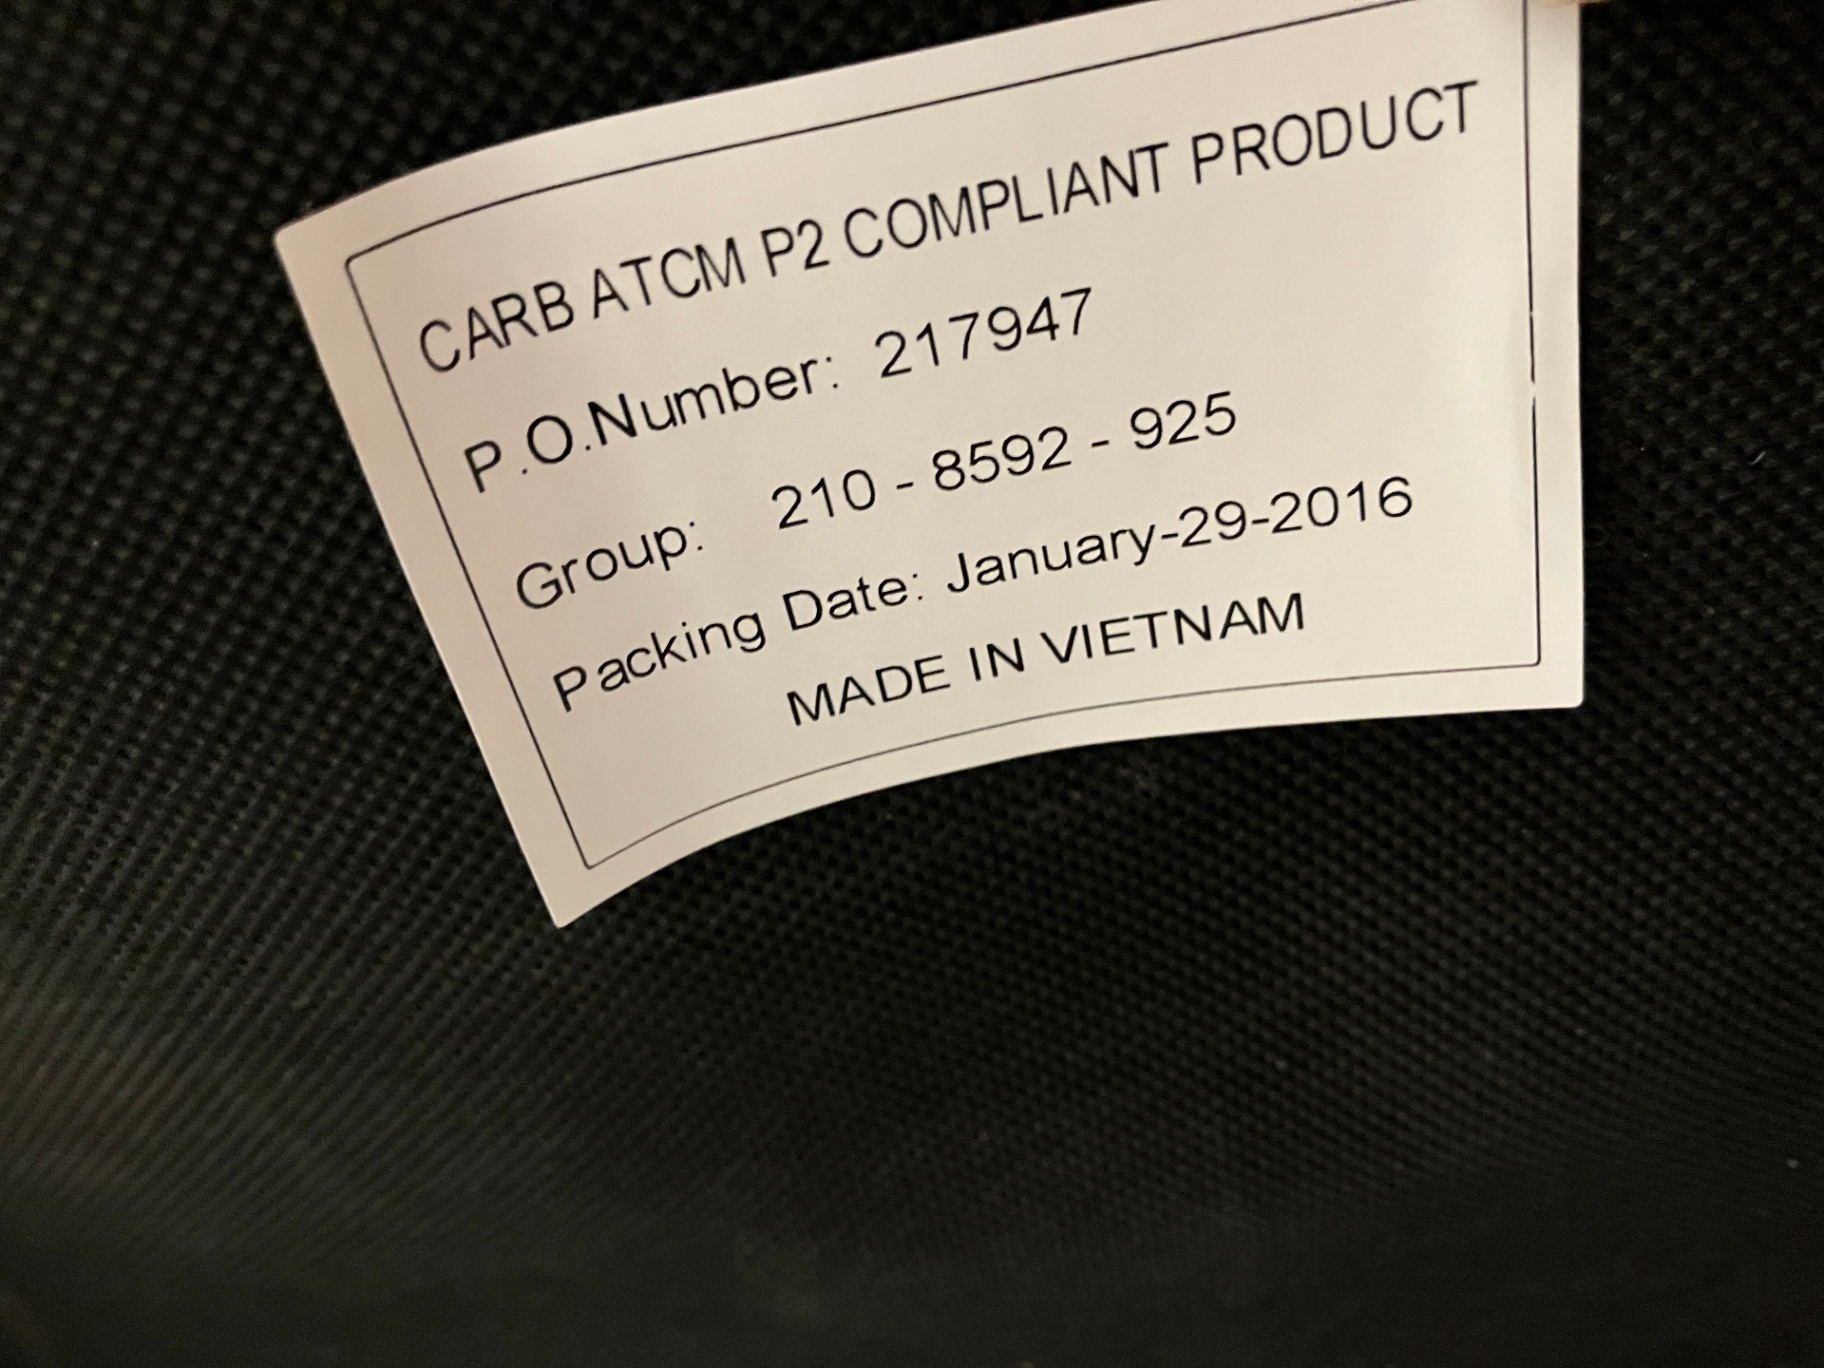 CARB ATCM P2 COMPLIANT PRODUCT
P.O.Number: 217947
Group: 210 - 8592 - 925
Packing Date: January-29-2016
MADE IN VIETNAM